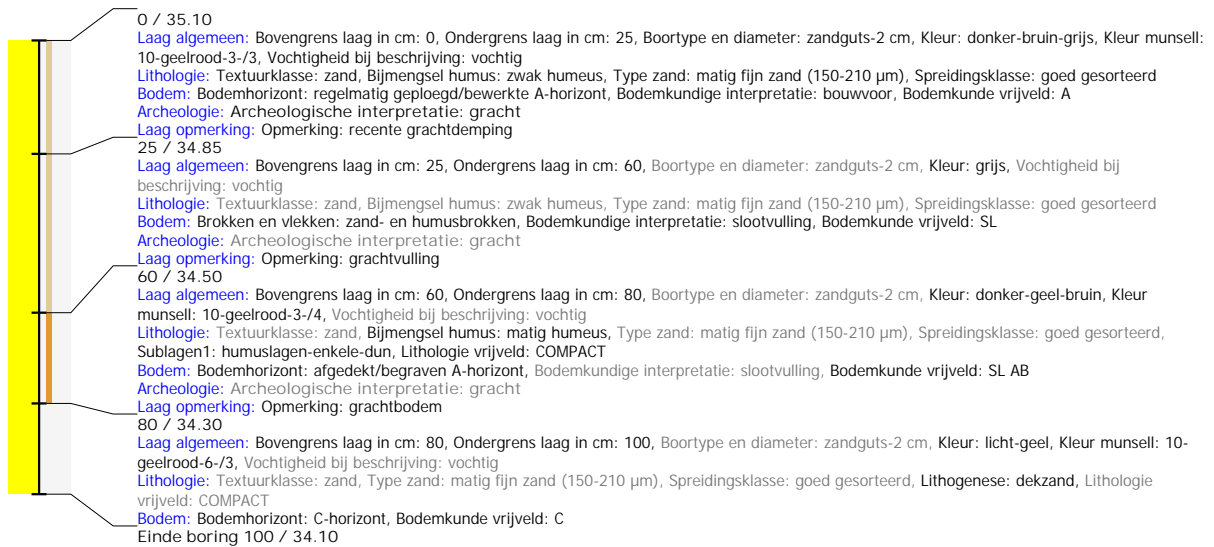 0 / 35.10
Laag algemeen: Bovengrens laag in cm: 0, Ondergrens laag in cm: 25, Boortype en diameter: zandguts-2 cm, Kleur: donker-bruin-grijs, Kleur munsell:
10-geelrood-3-/3, Vochtigheid bij beschrijving: vochtig
Lithologie: Textuurklasse: zand, Bijmengsel humus: zwak humeus, Type zand: matig fijn zand (150-210 µm), Spreidingsklasse: goed gesorteerd
Bodem: Bodemhorizont: regelmatig geploegd/bewerkte A-horizont, Bodemkundige interpretatie: bouwvoor, Bodemkunde vrijveld: A
Archeologie: Archeologische interpretatie: gracht
Laag opmerking: Opmerking: recente grachtdemping
25 / 34.85
Laag algemeen: Bovengrens laag in cm: 25, Ondergrens laag in cm: 60, Boortype en diameter: zandguts-2 cm, Kleur: grijs, Vochtigheid bij
beschrijving: vochtig
Lithologie: Textuurklasse: zand, Bijmengsel humus: zwak humeus, Type zand: matig fijn zand (150-210 µm), Spreidingsklasse: goed gesorteerd
Bodem: Brokken en vlekken: zand- en humusbrokken, Bodemkundige interpretatie: slootvulling, Bodemkunde vrijveld: SL
Archeologie: Archeologische interpretatie: gracht
Laag opmerking: Opmerking: grachtvulling
60 / 34.50
Laag algemeen: Bovengrens laag in cm: 60, Ondergrens laag in cm: 80, Boortype en diameter: zandguts-2 cm, Kleur: donker-geel-bruin, Kleur
munsell: 10-geelrood-3-/4, Vochtigheid bij beschrijving: vochtig
Lithologie: Textuurklasse: zand, Bijmengsel humus: matig humeus, Type zand: matig fijn zand (150-210 µm), Spreidingsklasse: goed gesorteerd,
Sublagen1: humuslagen-enkele-dun, Lithologie vrijveld: COMPACT
Bodem: Bodemhorizont: afgedekt/begraven A-horizont, Bodemkundige interpretatie: slootvulling, Bodemkunde vrijveld: SL AB
Archeologie: Archeologische interpretatie: gracht
Laag opmerking: Opmerking: grachtbodem
80 / 34.30
Laag algemeen: Bovengrens laag in cm: 80, Ondergrens laag in cm: 100, Boortype en diameter: zandguts-2 cm, Kleur: licht-geel, Kleur munsell: 10-
geelrood-6-/3, Vochtigheid bij beschrijving: vochtig
Lithologie: Textuurklasse: zand, Type zand: matig fijn zand (150-210 µm), Spreidingsklasse: goed gesorteerd, Lithogenese: dekzand, Lithologie
vrijveld: COMPACT
Bodem: Bodemhorizont: C-horizont, Bodemkunde vrijveld: C
Einde boring 100 / 34.10